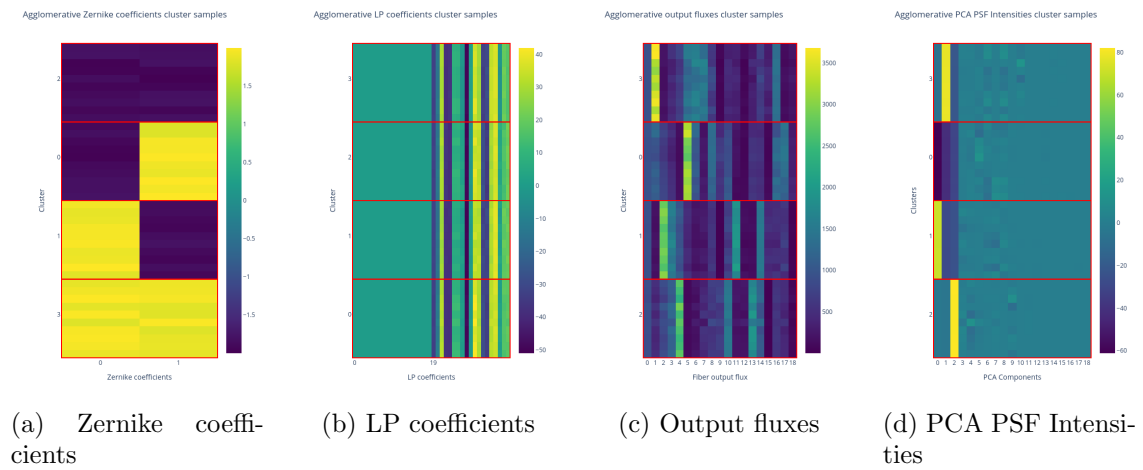 Agglomerative Zernike coefficients cluster samples
Agglomerative LP coefficients cluster samples
Agglomerative output fluxes cluster samples
Agglomerative PCA PSF Intensities cluster samples
Cluster
2
0
1
3
0 1
Zernike coefficients
1.5
1
0.5
0
−0.5
−1
−1.5
Cluster
3
2
1
0
0 19
LP coefficients
40
30
20
10
0
−10
−20
−30
−40
−50
Cluster
3
0
1
2
0 1 2 3 4 5 6 7 8 9 10 11 12 13 14 15 16 17 18
Fiber output flux
3500
3000
2500
2000
1500
1000
500
Clusters
3
0
1
2
0 1 2 3 4 5 6 7 8 9 10 11 12 13 14 15 16 17 18
PCA Components
80
60
40
20
0
−20
−40
−60
(a) Zernike coeffi-
cients
(b) LP coefficients
(c) Output fluxes
(d) PCA PSF Intensi-
ties